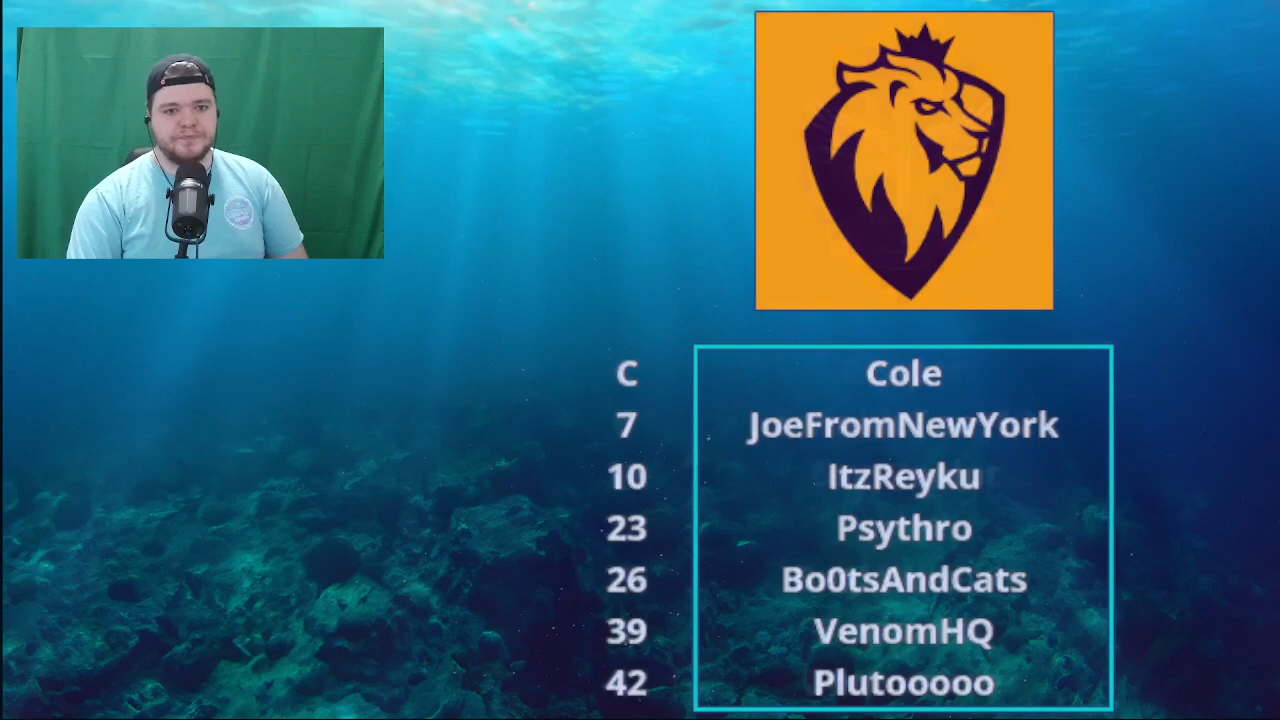 C Cole
7 JoeFromNewYork
10 ItzReyku
23 Psythro
26 Bo0tsAndCats
39 VenomHQ
42 Plutooooo